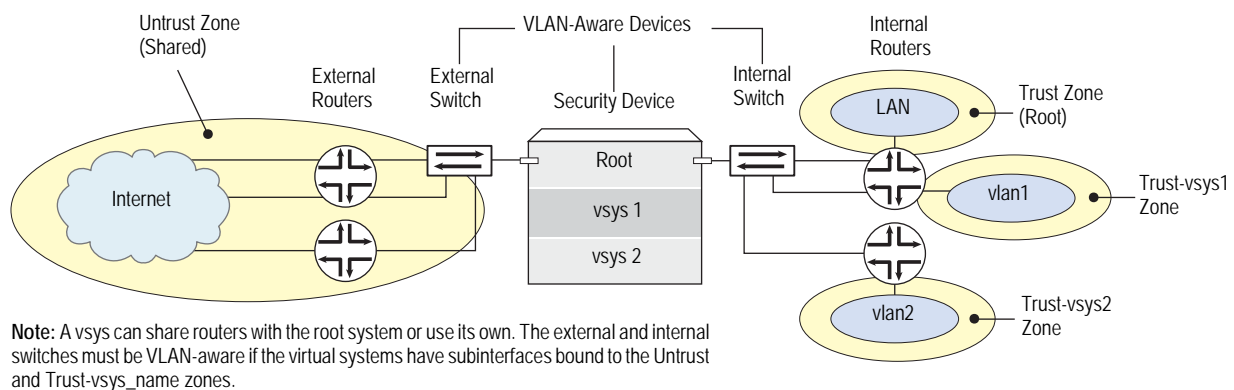 Untrust Zone
(Shared)
External
Routers
External
Switch
VLAN-Aware Devices
Security Device
Internal
Switch
Internal
Routers
Internet
Root
vsys 1
vsys 2
LAN
Trust Zone
(Root)
vlan1
Trust-vsys1
Zone
vlan2
Trust-vsys2
Zone
Note: A vsys can share routers with the root system or use its own. The external and internal
switches must be VLAN-aware if the virtual systems have subinterfaces bound to the Untrust
and Trust-vsys_name zones.